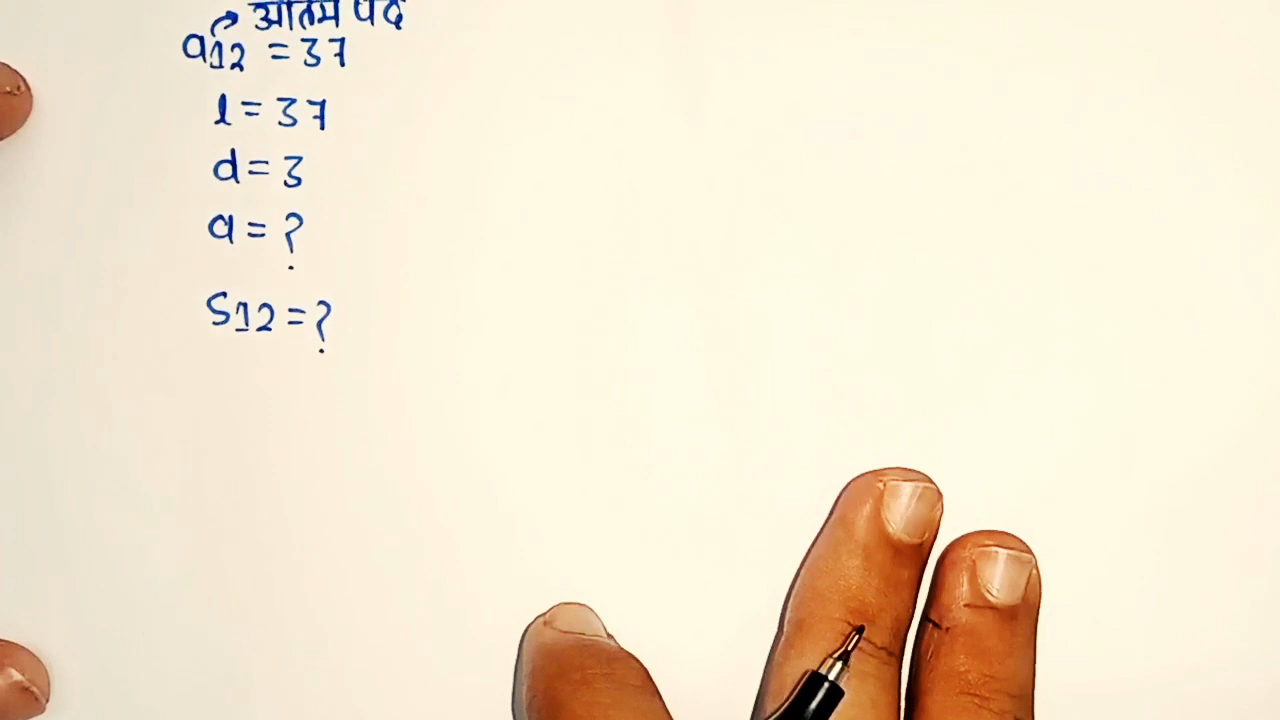 → अंतिम पद
a12 = 37
l = 37
d = 3
a = ?
S12 = ?